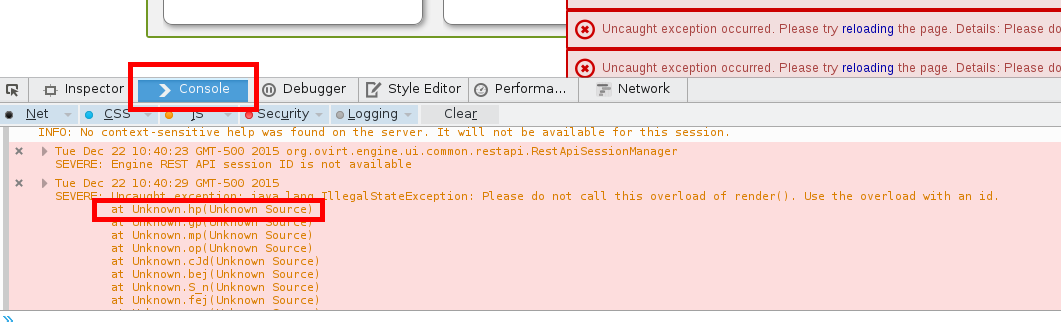 Uncaught exception occurred. Please try reloading the page. Details: Please do
Uncaught exception occurred. Please try reloading the page. Details: Please do
Inspector Console Debugger Style Editor Performa... Network
Net CSS JS Security Logging Clear
INFO: No context-sensitive help was found on the server. It will not be available for this session.
Tue Dec 22 10:40:23 GMT-500 2015 org.ovirt.engine.ui.common.restapi.RestApiSessionManager
SEVERE: Engine REST API session ID is not available
Tue Dec 22 10:40:29 GMT-500 2015
SEVERE: Uncaught exception: java.lang.IllegalStateException: Please do not call this overload of render(). Use the overload with an id.
at Unknown.hp(Unknown Source)
at Unknown.gp(Unknown Source)
at Unknown.mp(Unknown Source)
at Unknown.op(Unknown Source)
at Unknown.cJd(Unknown Source)
at Unknown.bej(Unknown Source)
at Unknown.S_n(Unknown Source)
at Unknown.fej(Unknown Source)